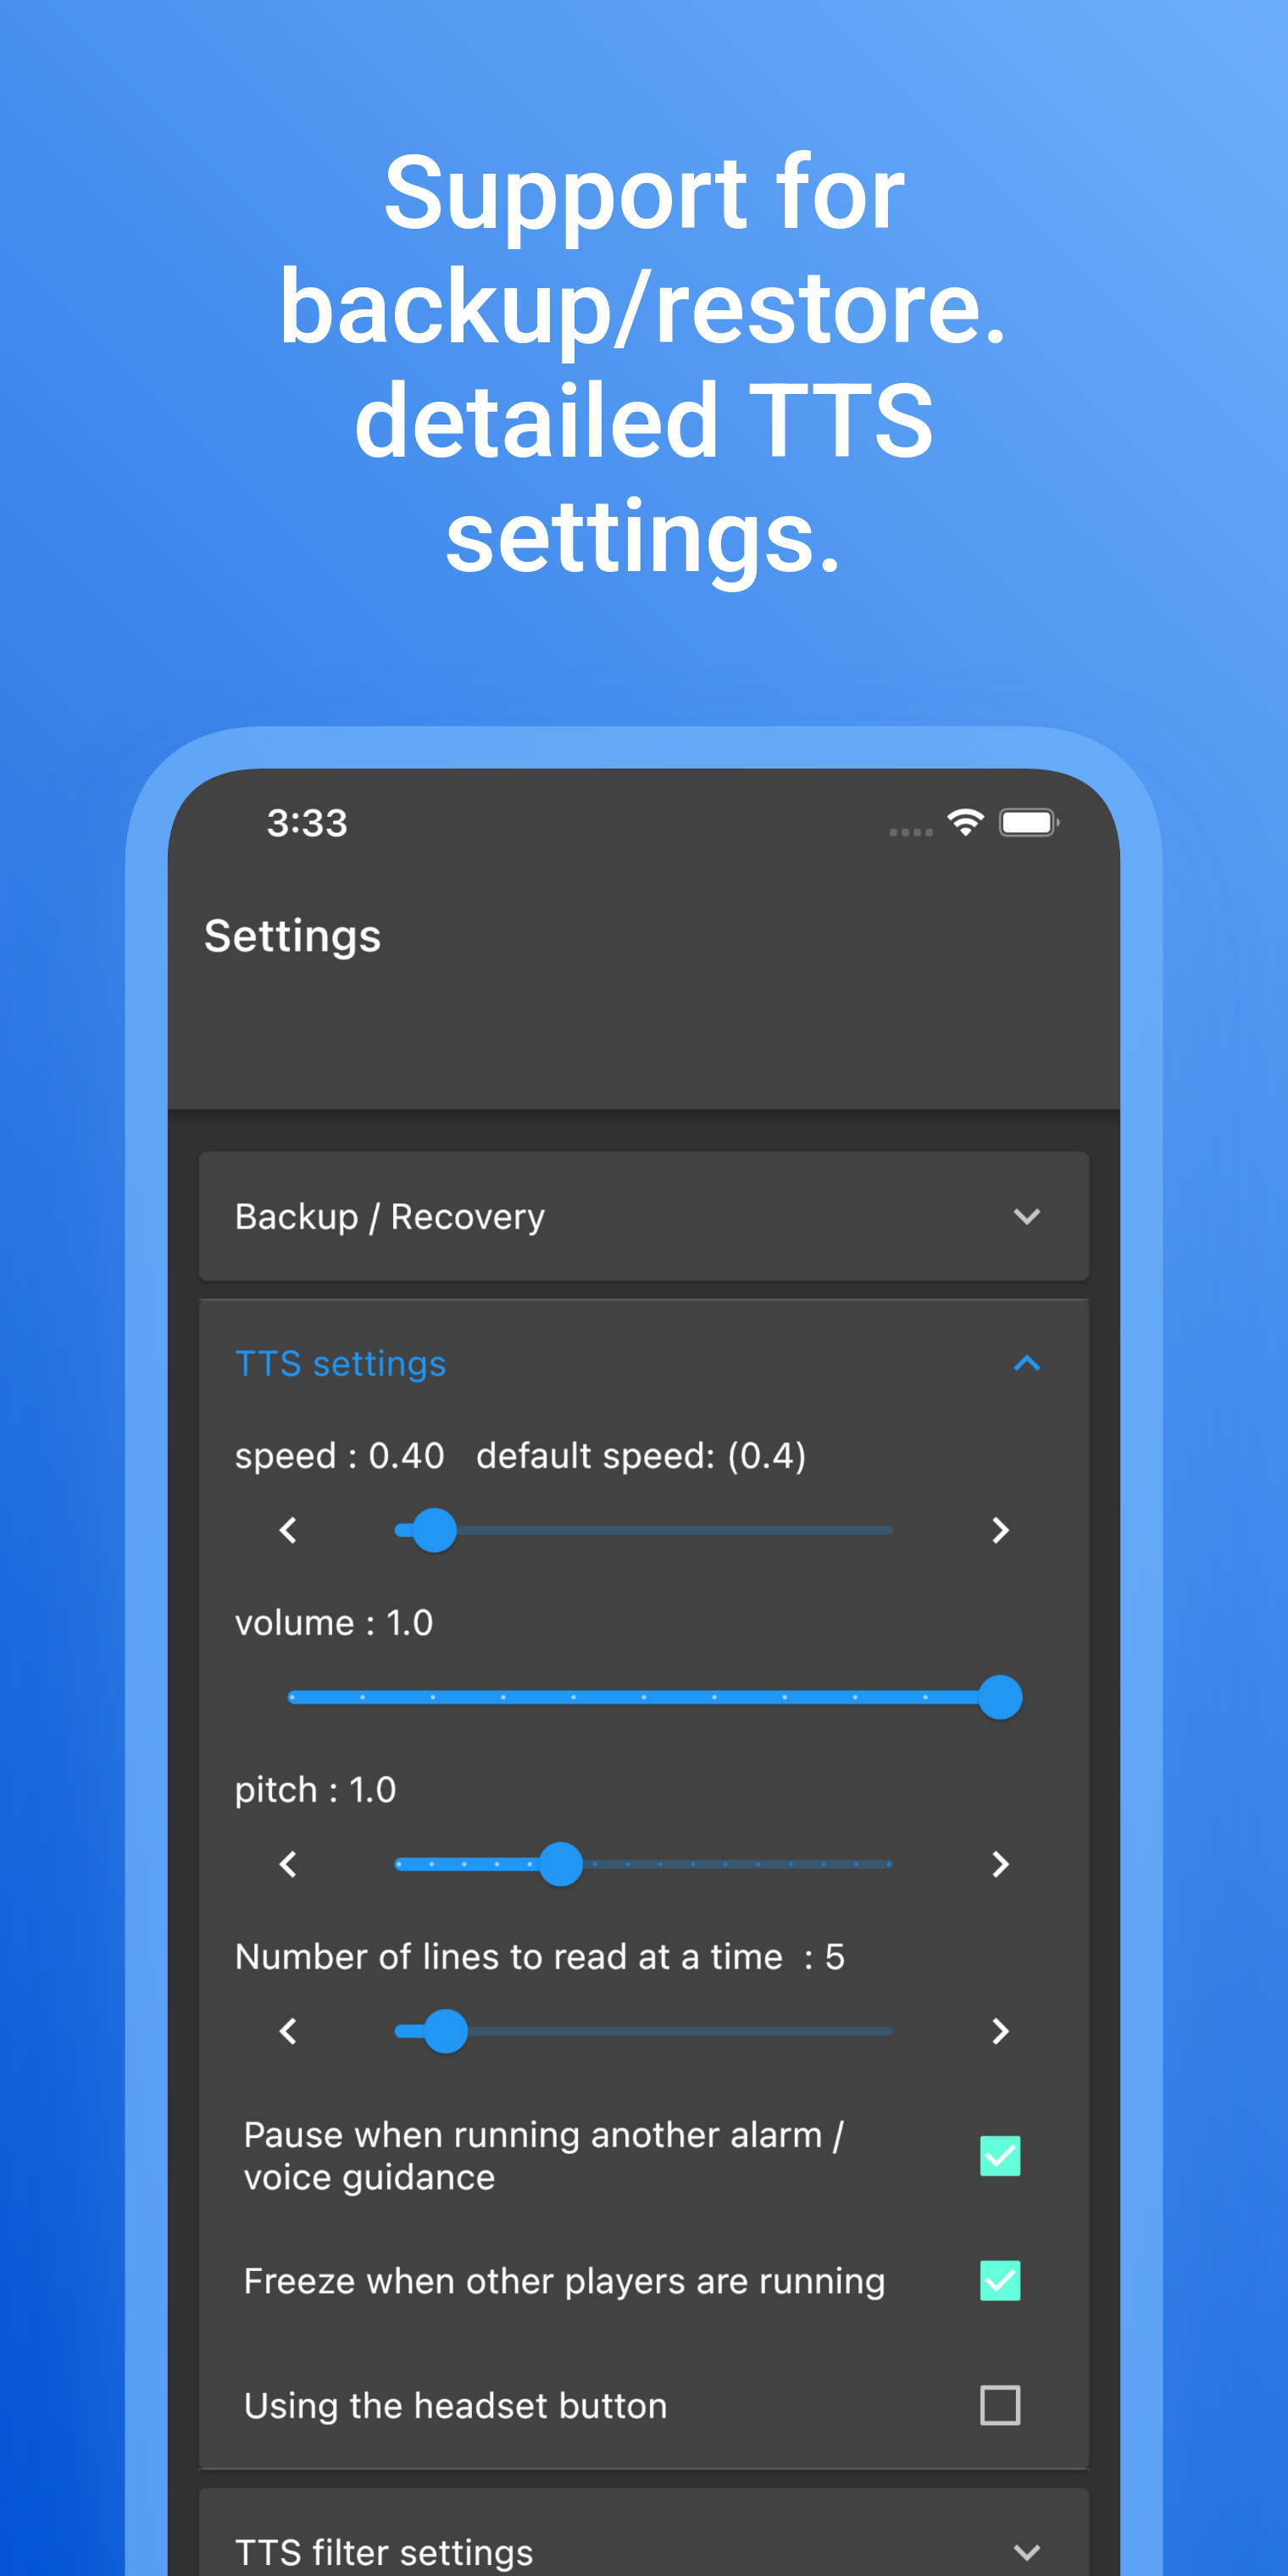 Support for
backup/restore.
detailed TTS
settings.
3:33
Settings
Backup / Recovery
TTS settings
speed : 0.40   default speed: (0.4)
volume : 1.0
pitch : 1.0
Number of lines to read at a time  : 5
Pause when running another alarm /
voice guidance
Freeze when other players are running
Using the headset button
TTS filter settings